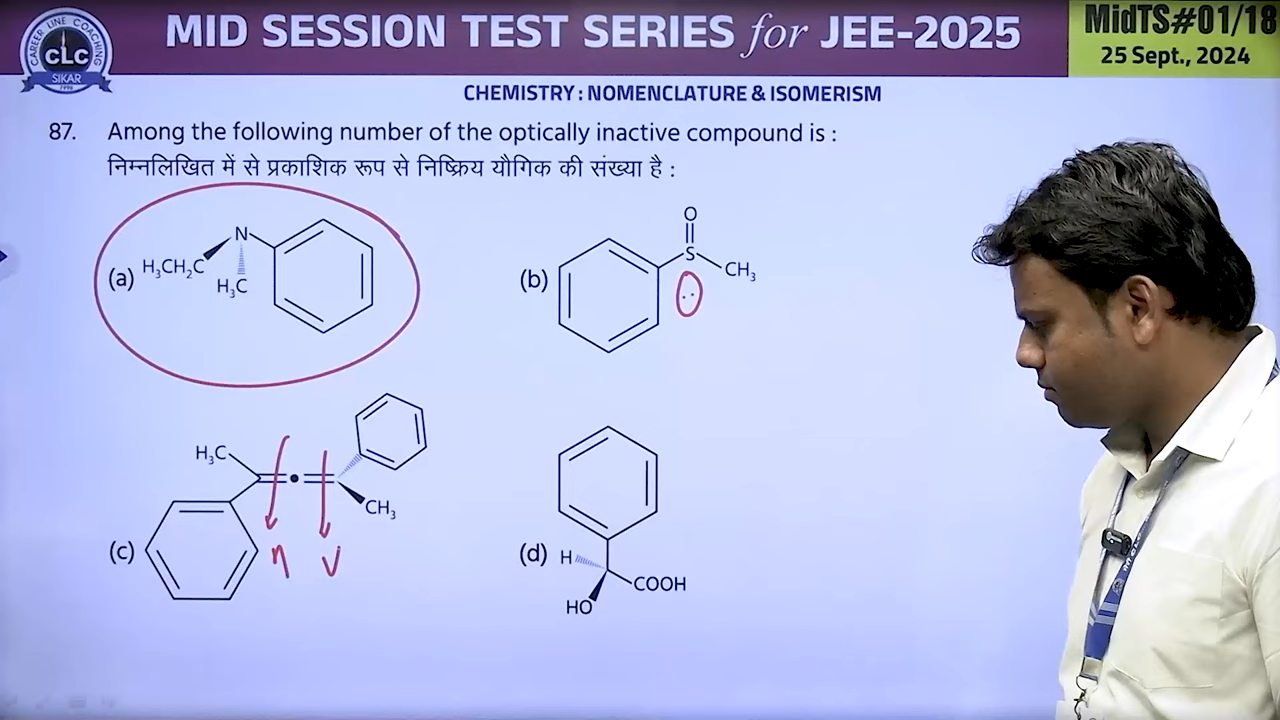 CAREER LINE COACHING
CLC
SIKAR
1996
MID SESSION TEST SERIES for JEE-2025
MidTS#01/18
25 Sept., 2024
CHEMISTRY : NOMENCLATURE & ISOMERISM
87. Among the following number of the optically inactive compound is :
निम्नलिखित में से प्रकाशिक रूप से निष्क्रिय यौगिक की संख्या है :
(a) H₃CH₂C N H₃C
(b) O S CH₃
(c) H₃C CH₃
(d) H COOH HO